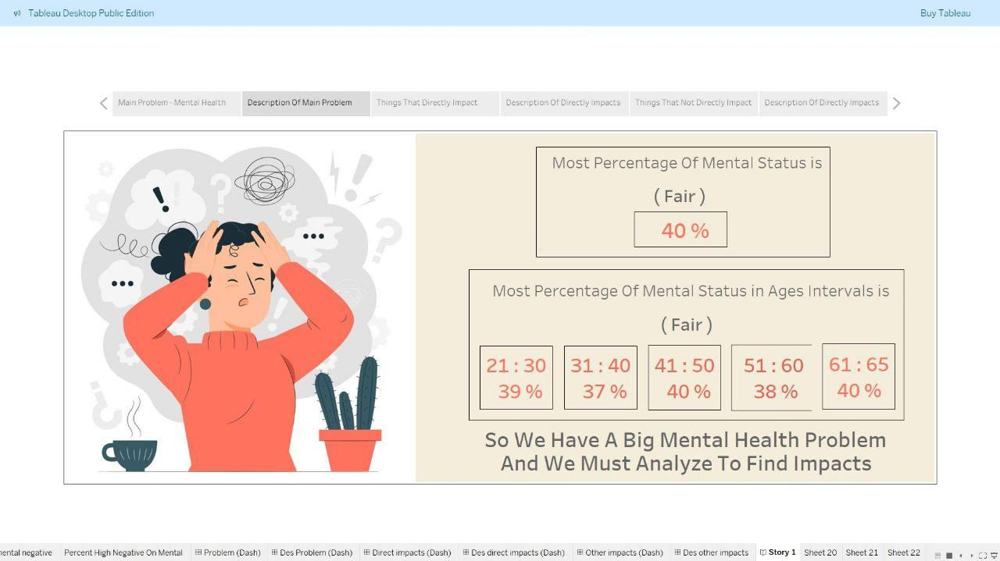 Tableau Desktop Public Edition
Buy Tableau
Main Problem - Mental Health
Description Of Main Problem
Things That Directly Impact
Description Of Directly Impacts
Things That Not Directly Impact
Description Of Directly Impacts
Most Percentage Of Mental Status is
( Fair )
40 %
Most Percentage Of Mental Status in Ages Intervals is
( Fair )
21 : 30
39 %
31 : 40
37 %
41 : 50
40 %
51 : 60
38 %
61 : 65
40 %
So We Have A Big Mental Health Problem
And We Must Analyze To Find Impacts
mental negative
Percent High Negative On Mental
Problem (Dash)
Des Problem (Dash)
Direct impacts (Dash)
Des direct impacts (Dash)
Other impacts (Dash)
Des other impacts
Story 1
Sheet 20
Sheet 21
Sheet 22